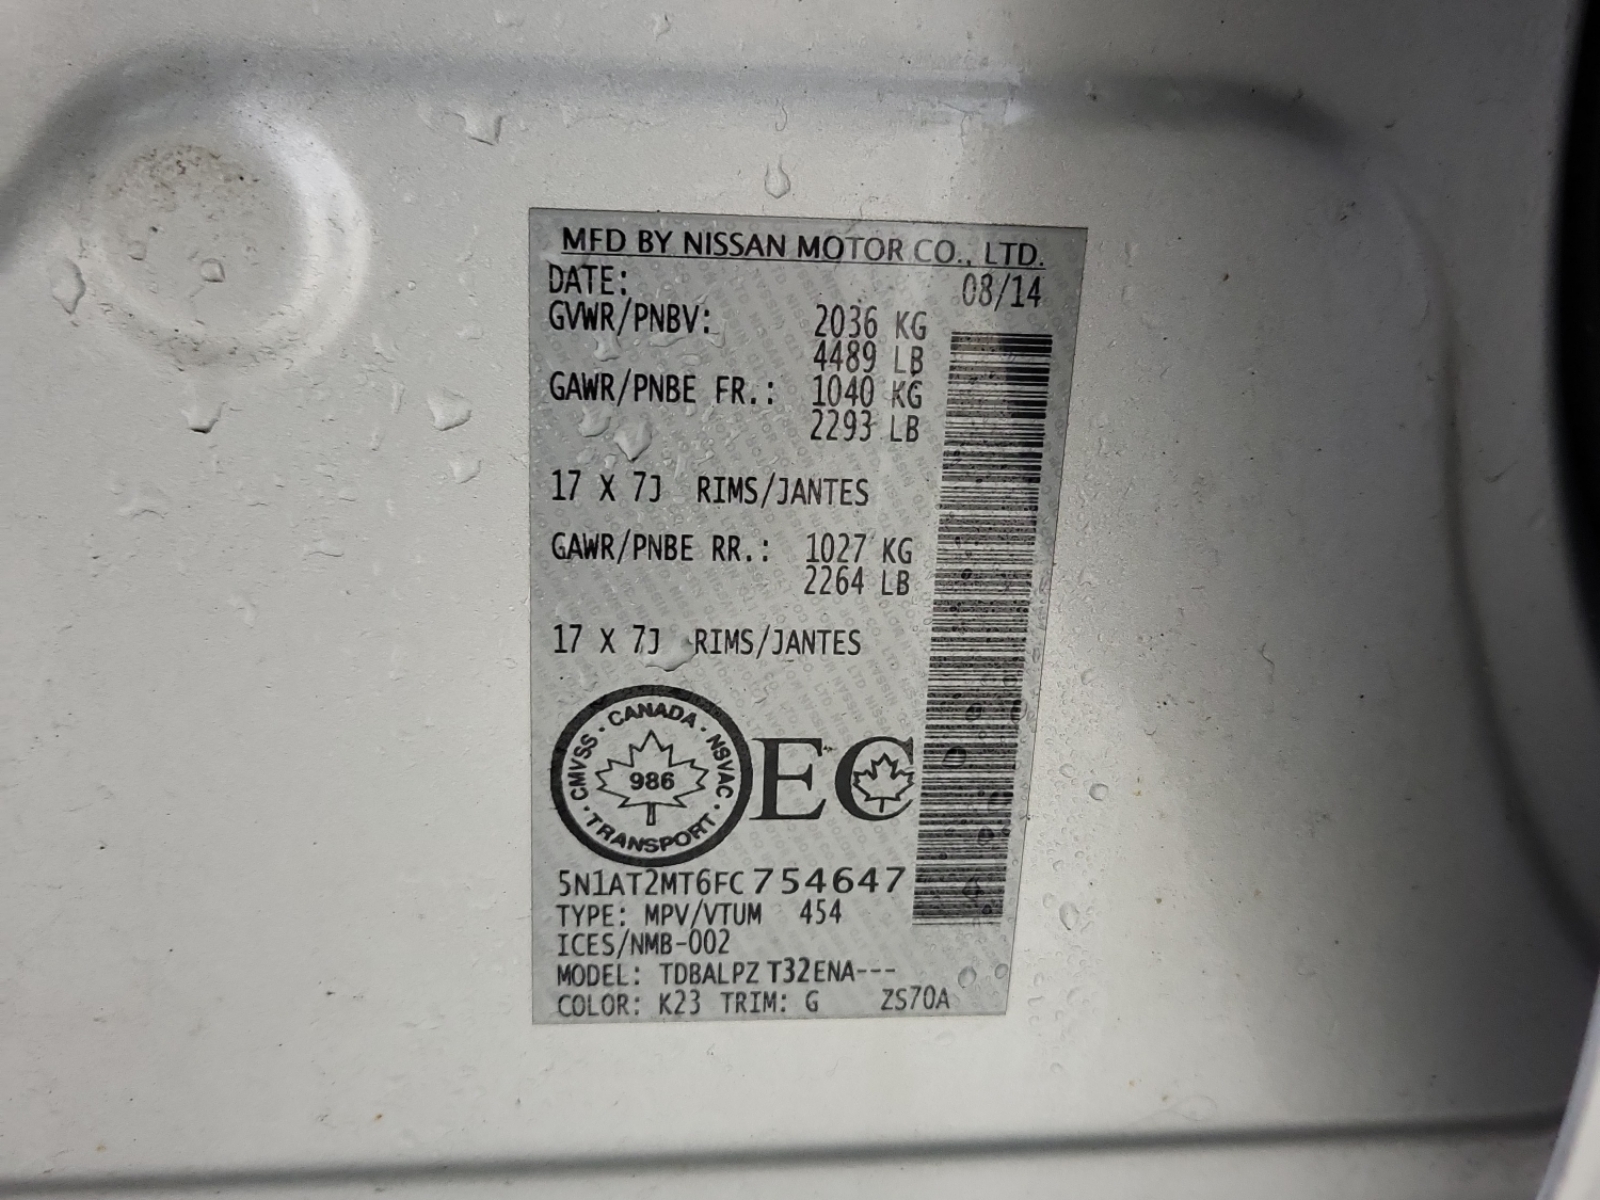 MFD BY NISSAN MOTOR CO., LTD.
DATE: 08/14
GVWR/PNBV: 2036 KG
4489 LB
GAWR/PNBE FR.: 1040 KG
2293 LB
17 X 7J RIMS/JANTES
GAWR/PNBE RR.: 1027 KG
2264 LB
17 X 7J RIMS/JANTES
CMVSS · CANADA · NSVAC · TRANSPORT ·
986
EC
5N1AT2MT6FC754647
TYPE: MPV/VTUM 454
ICES/NMB-002
MODEL: TDBALPZ T32ENA---
COLOR: K23 TRIM: G ZS70A